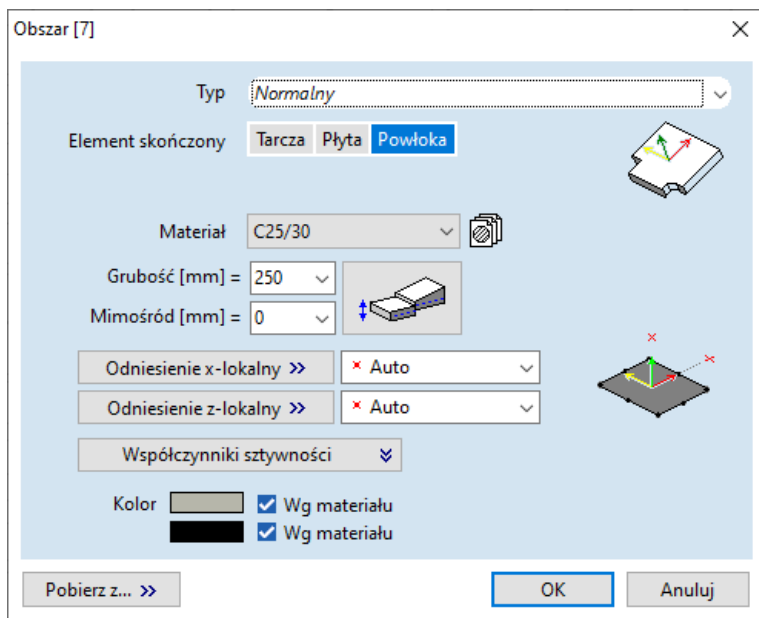 Obszar [7]
Typ Normalny
Element skończony Tarcza Płyta Powłoka
Materiał C25/30
Grubość [mm] = 250
Mimośród [mm] = 0
Odniesienie x-lokalny >> × Auto
Odniesienie z-lokalny >> × Auto
Współczynniki sztywności
Kolor Wg materiału
Wg materiału
Pobierz z... >> OK Anuluj